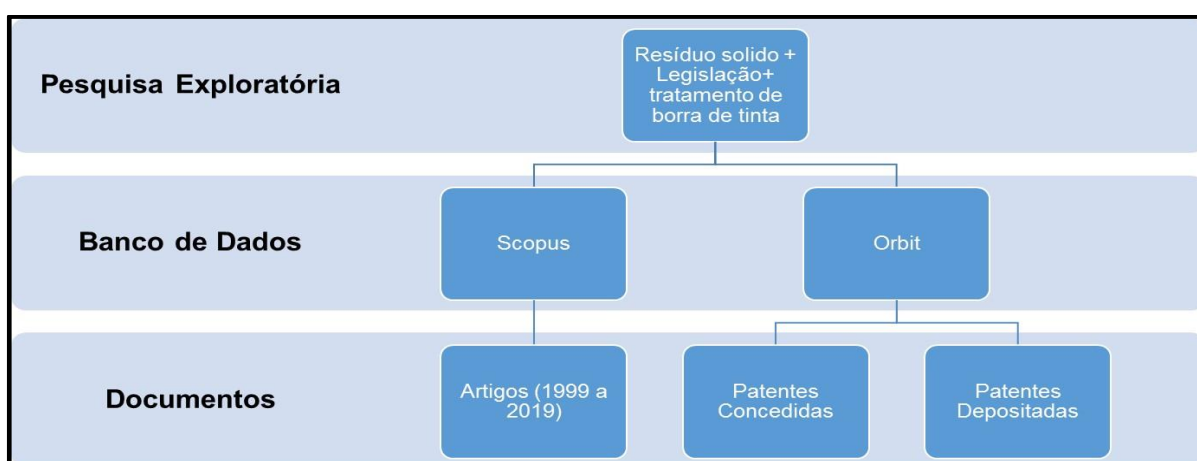 Pesquisa Exploratória
Resíduo solido +
Legislação+
tratamento de
borra de tinta
Banco de Dados
Scopus
Orbit
Documentos
Artigos (1999 a
2019)
Patentes
Concedidas
Patentes
Depositadas